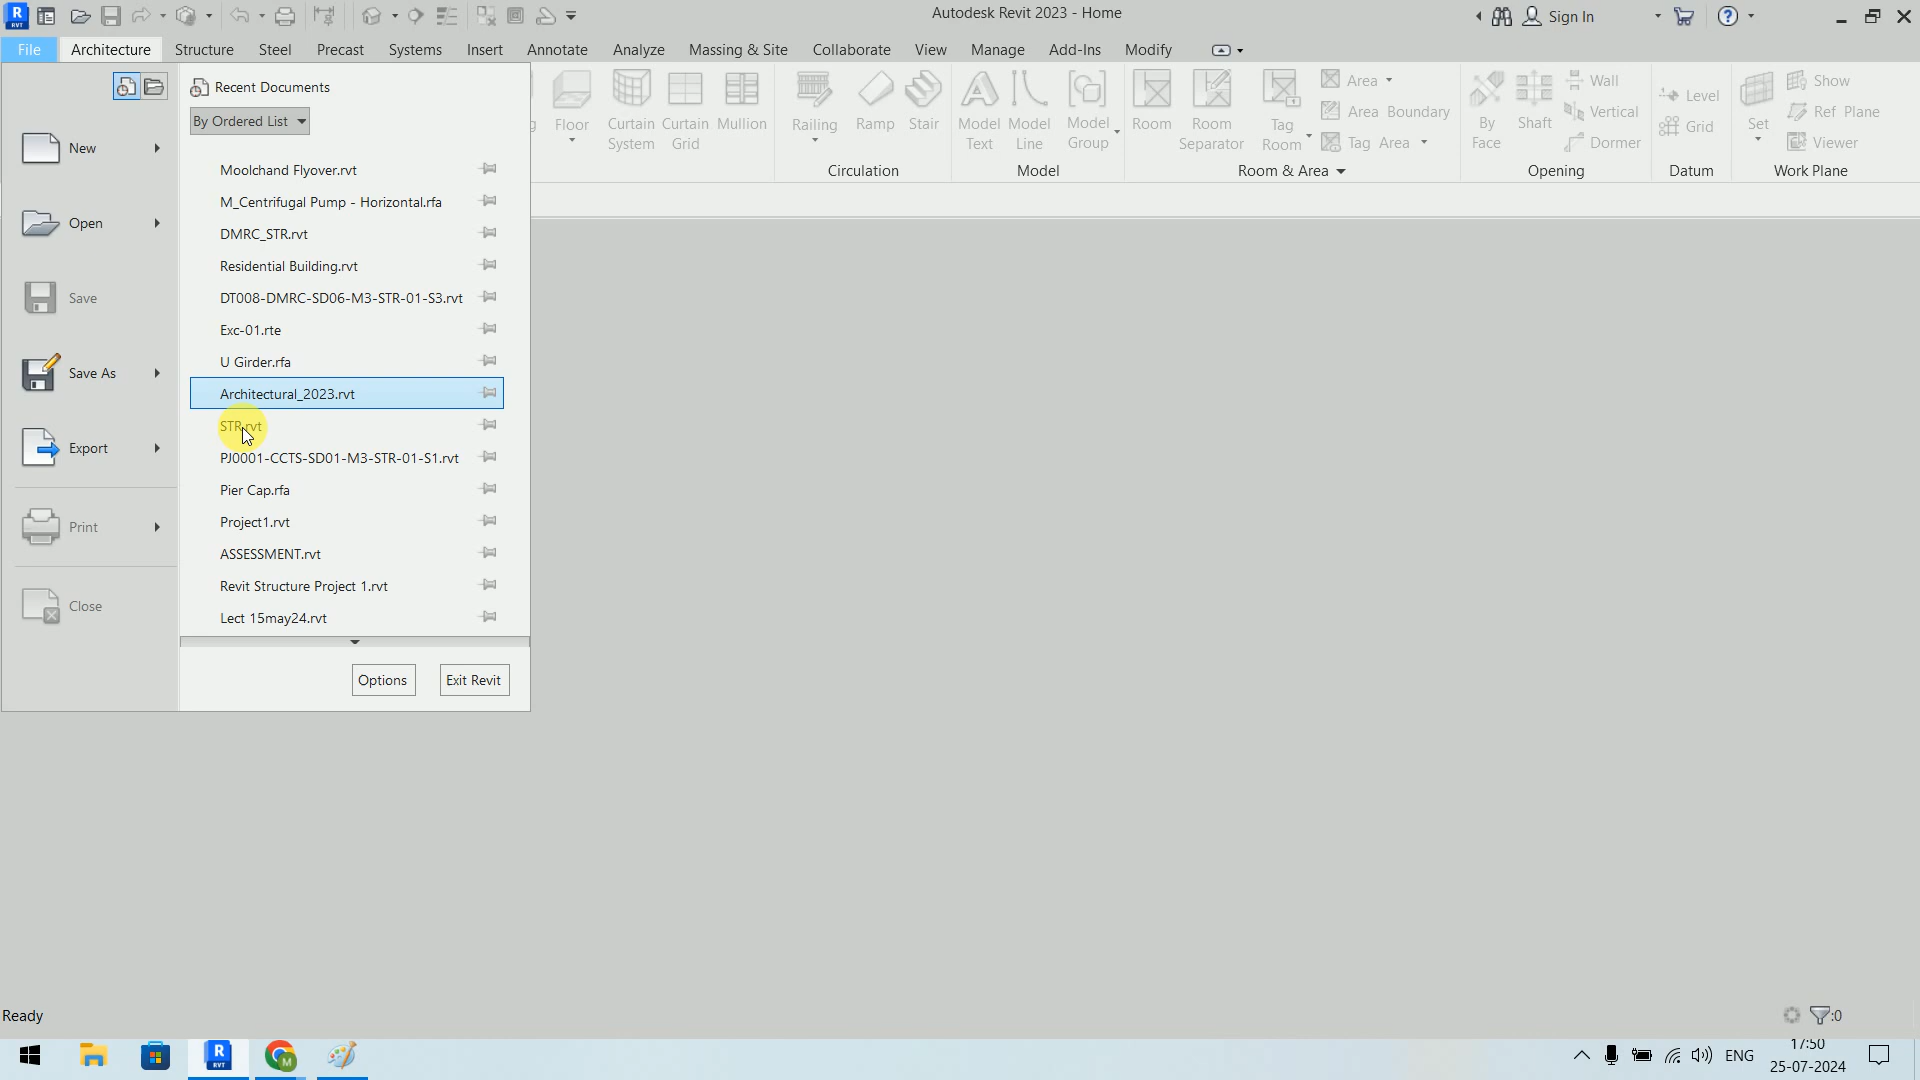 Autodesk Revit 2023 - Home
Sign In
File
Architecture
Structure
Steel
Precast
Systems
Insert
Annotate
Analyze
Massing & Site
Collaborate
View
Manage
Add-Ins
Modify
Recent Documents
By Ordered List
New
Open
Save
Save As
Export
Print
Close
Moolchand Flyover.rvt
M_Centrifugal Pump - Horizontal.rfa
DMRC_STR.rvt
Residential Building.rvt
DT008-DMRC-SD06-M3-STR-01-S3.rvt
Exc-01.rte
U Girder.rfa
Architectural_2023.rvt
STR.rvt
PJ0001-CCTS-SD01-M3-STR-01-S1.rvt
Pier Cap.rfa
Project1.rvt
ASSESSMENT.rvt
Revit Structure Project 1.rvt
Lect 15may24.rvt
Options
Exit Revit
Floor
Curtain
System
Curtain
Grid
Mullion
Railing
Ramp
Stair
Circulation
Model
Text
Model
Line
Model
Group
Model
Room
Room
Separator
Tag
Room
Area
Area Boundary
Tag Area
Room & Area
By
Face
Shaft
Wall
Vertical
Dormer
Opening
Level
Grid
Datum
Set
Show
Ref Plane
Viewer
Work Plane
Ready
:0
ENG
17:50
25-07-2024